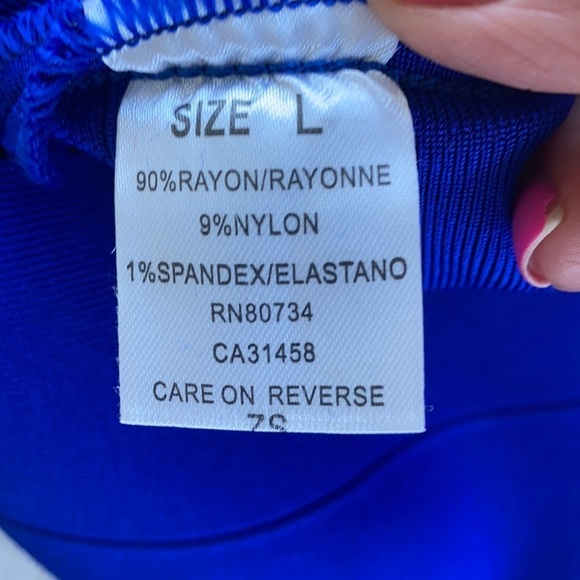 SIZE L
90%RAYON/RAYONNE
9%NYLON
1%SPANDEX/ELASTANO
RN80734
CA31458
CARE ON REVERSE